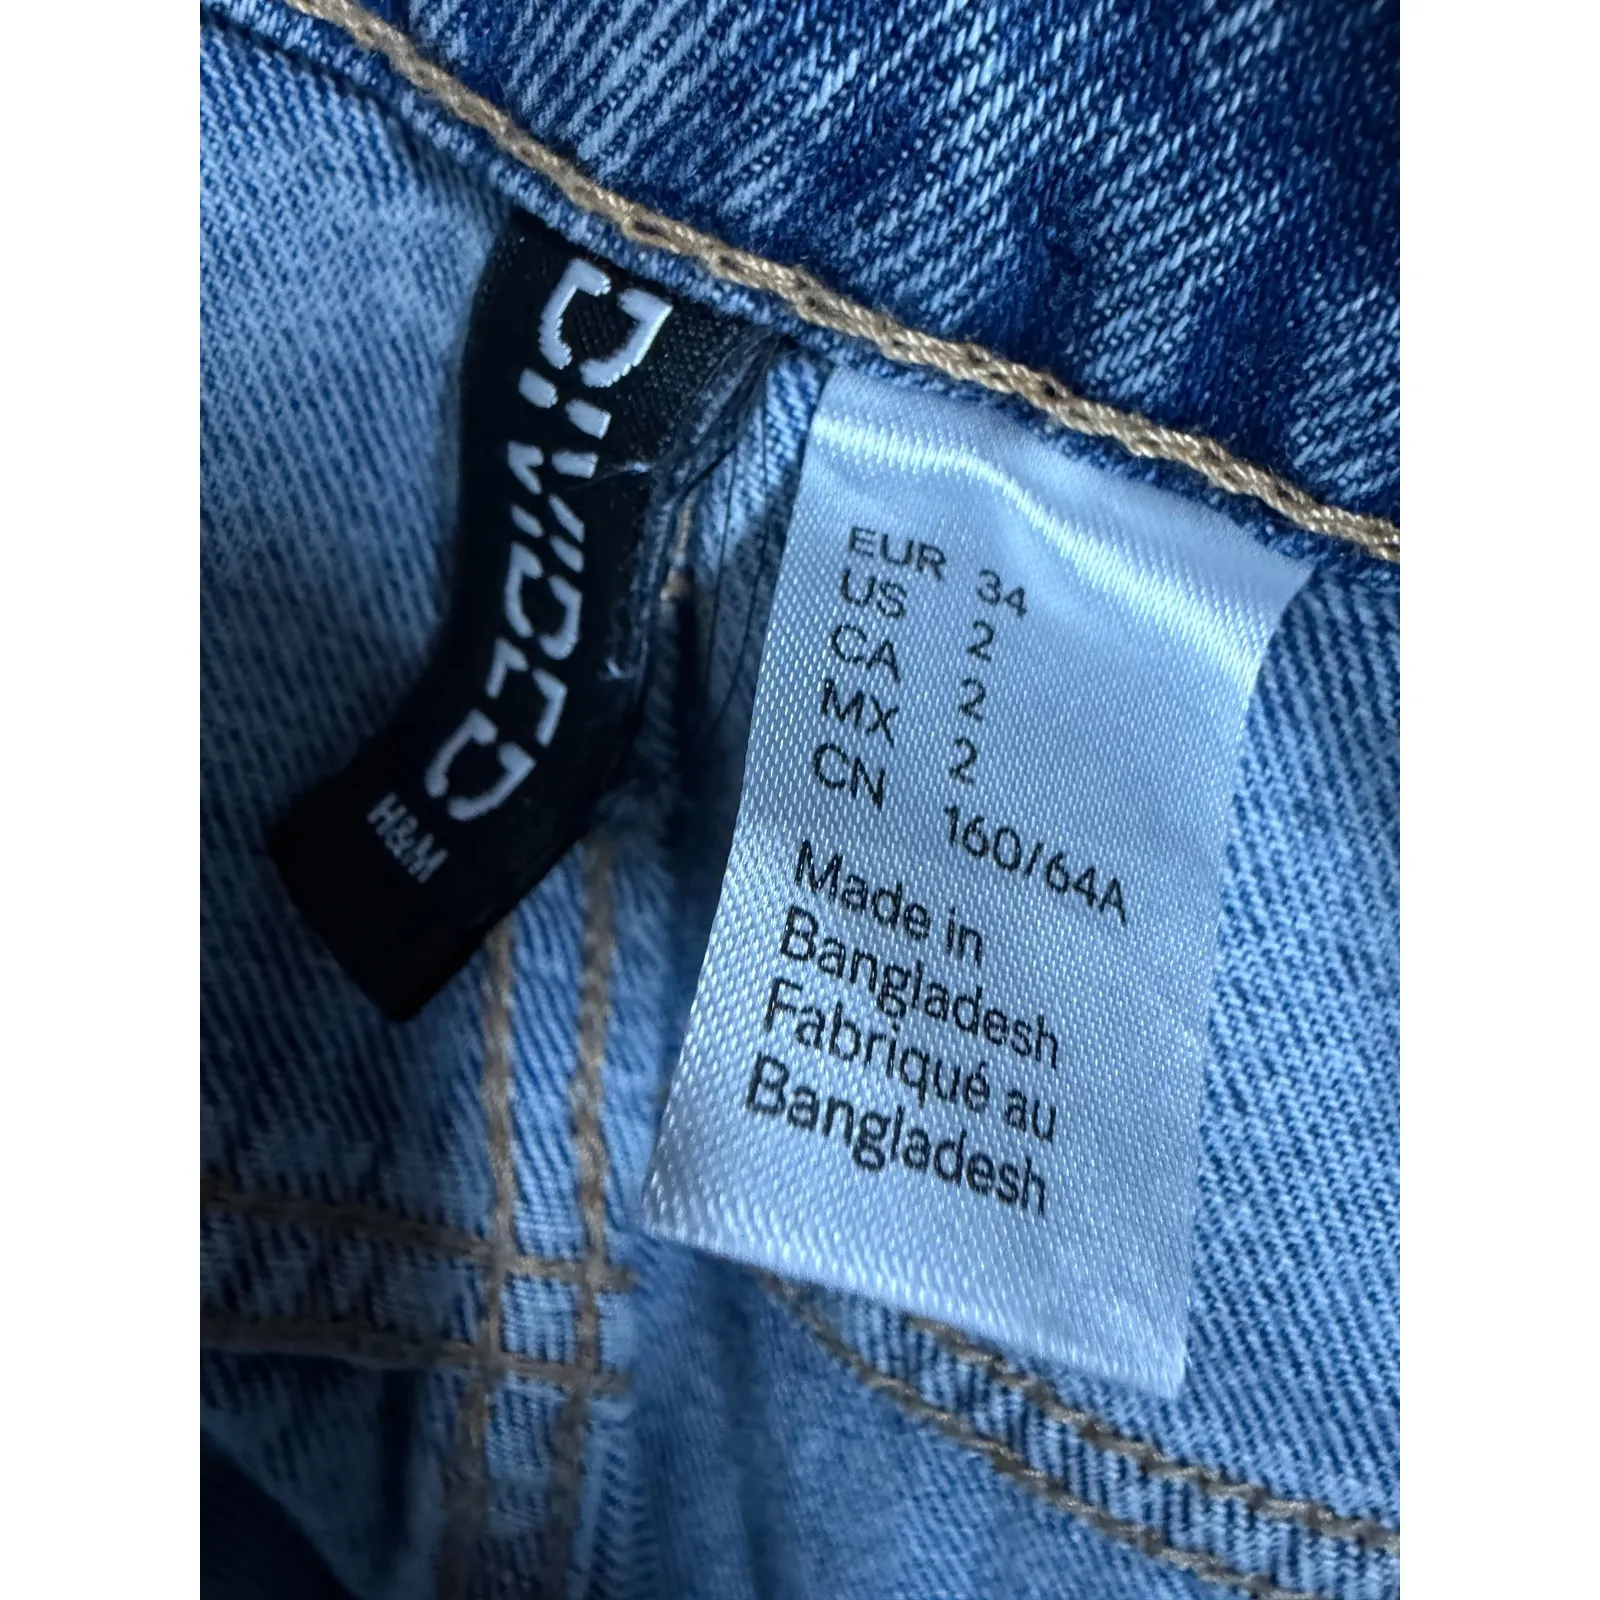 DIVIDED
H&M
EUR 34
US 2
CA 2
MX 2
CN 160/64A
Made in
Bangladesh
Fabriqué au
Bangladesh